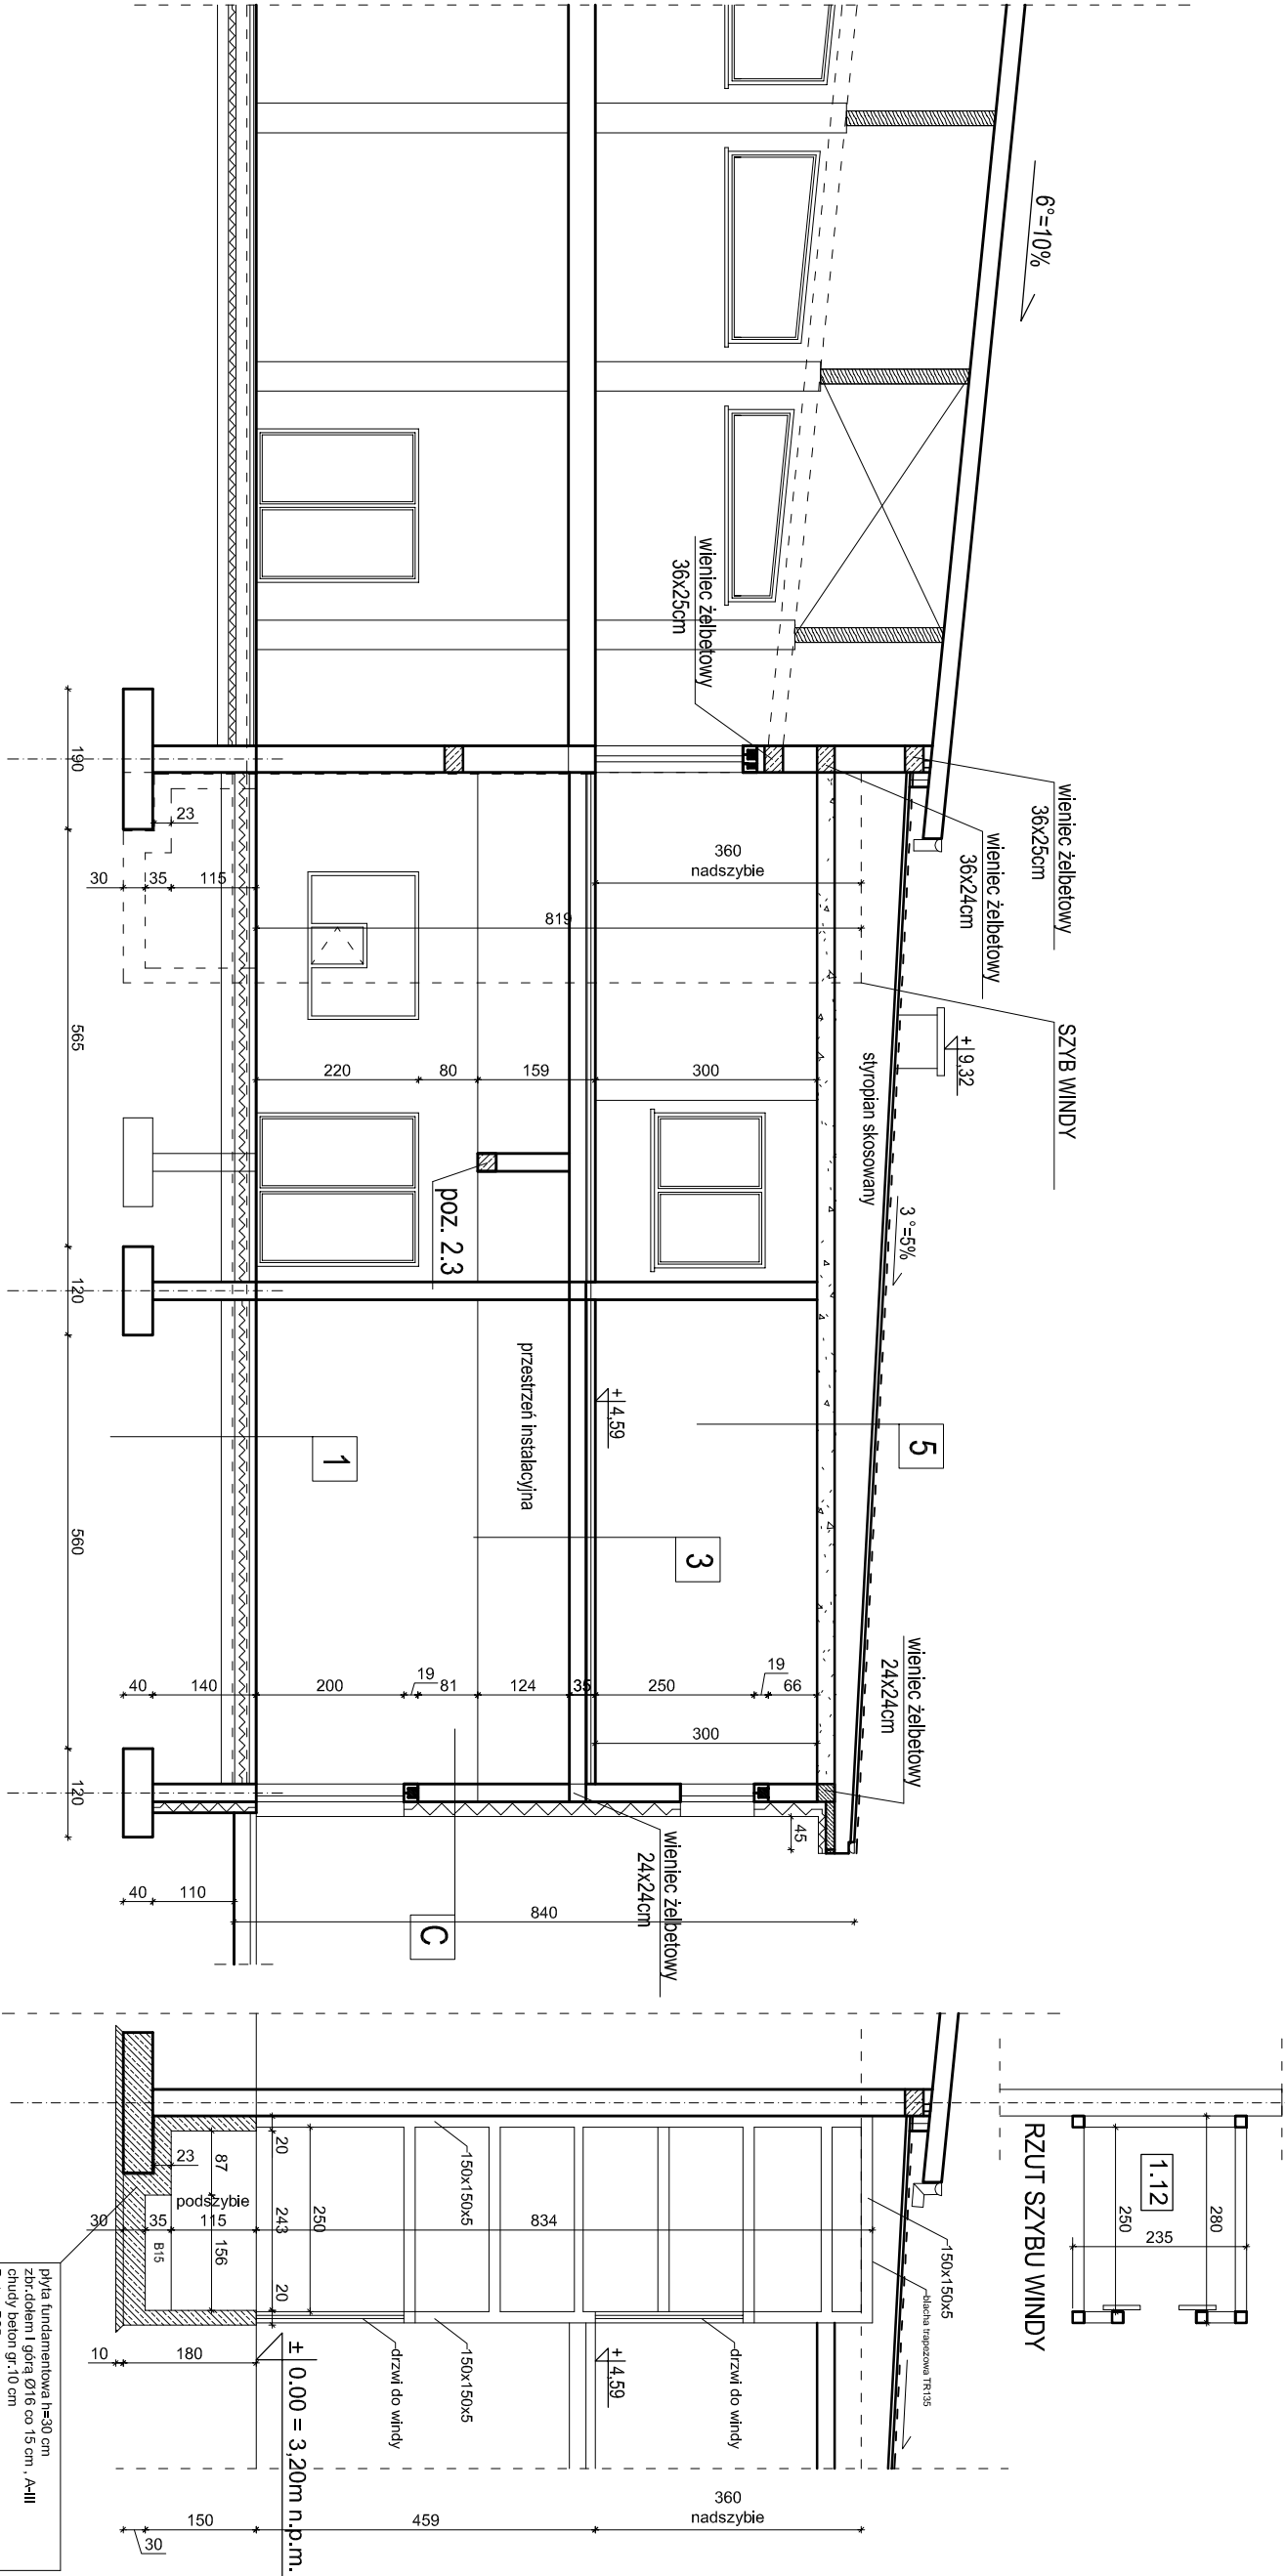 6°=10%
wieniec żelbetowy
36x25cm
wieniec żelbetowy
36x25cm
wieniec żelbetowy
36x24cm
SZYB WINDY
+ 9,32
styropian skosowany
3 °=5%
360
nadszybie
819
23
30
35
115
220
80
159
300
poz. 2.3
przestrzeń instalacyjna
+ 4,59
5
3
1
wieniec żelbetowy
24x24cm
40
140
200
19
81
124
35
250
19
66
300
45
wieniec żelbetowy
24x24cm
C
40
110
840
190
565
120
560
120
RZUT SZYBU WINDY
1.12
250
280
235
150x150x5
blacha trapezowa TR135
150x150x5
20
87
23
podszybie
243
250
834
30
35
115
B15
156
20
150x150x5
drzwi do windy
drzwi do windy
+ 4,59
10
180
± 0.00 = 3,20m n.p.m.
360
nadszybie
459
150
30
płyta fundamentowa h=30 cm
zbr.dołem I górą Ø16 co 15 cm , A-III
chudy beton gr.10 cm